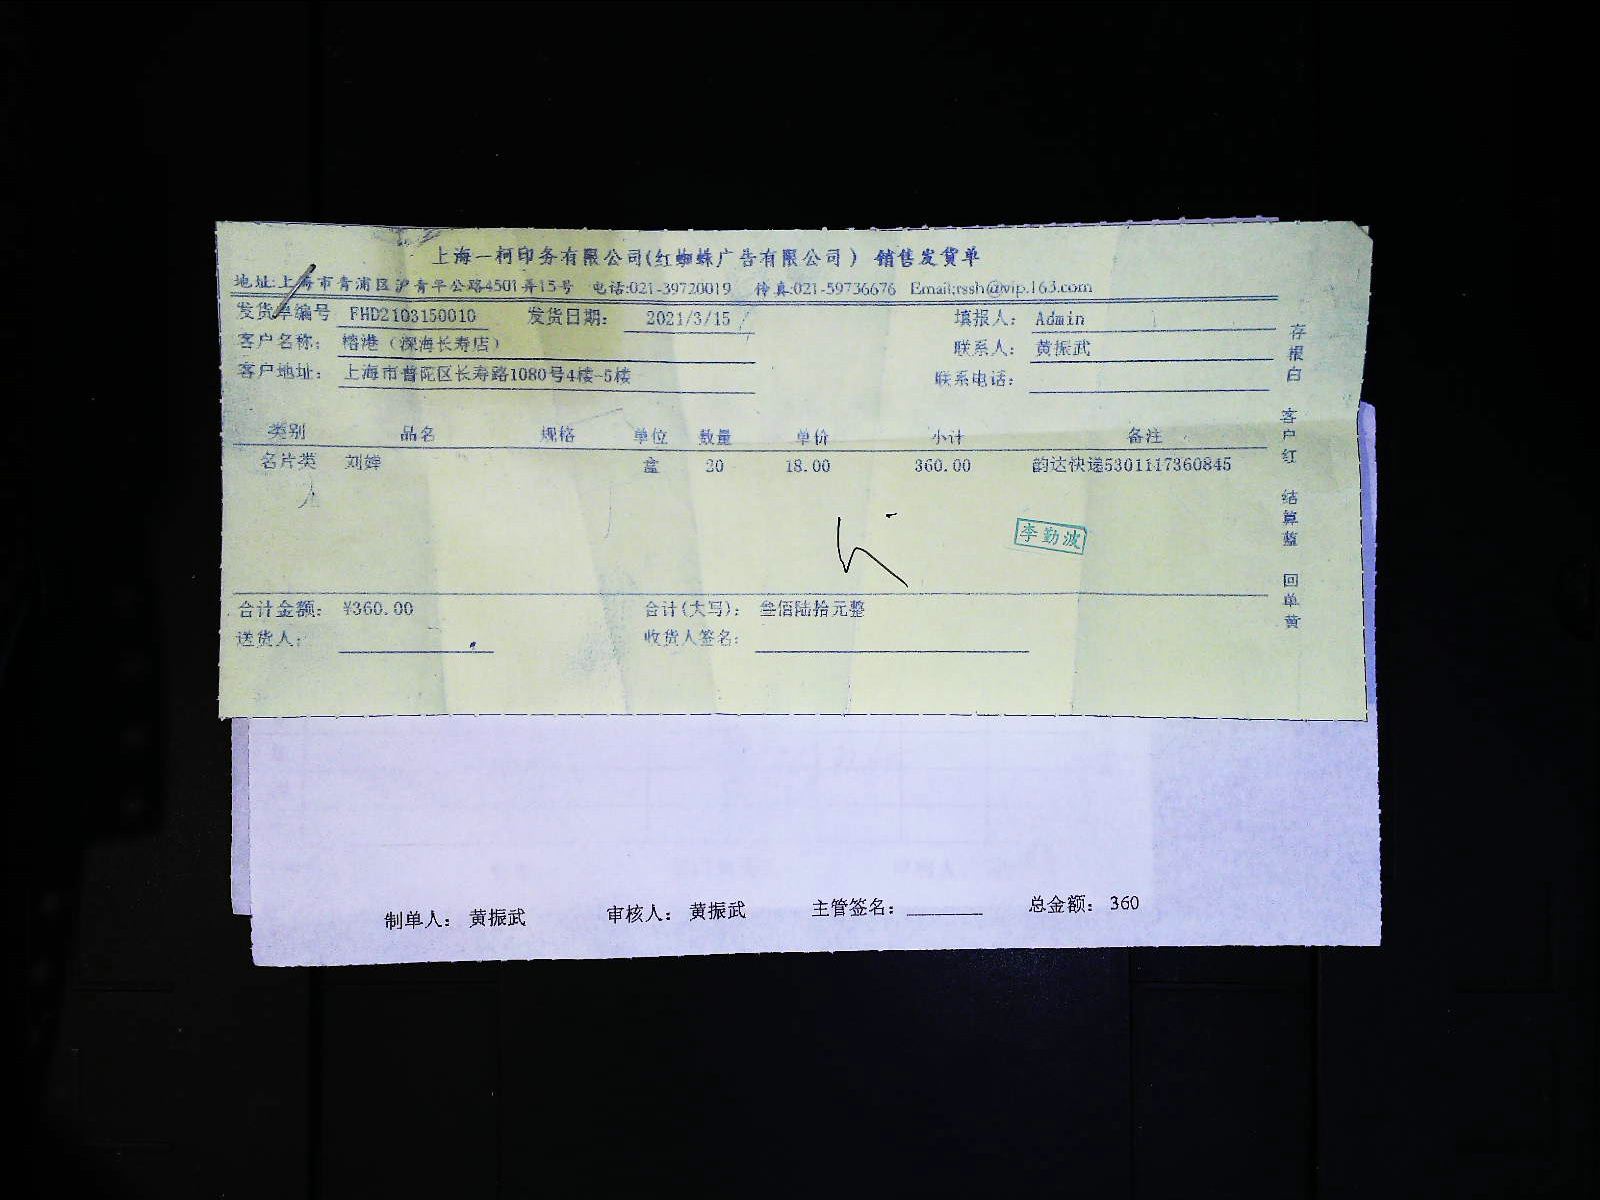 上海一柯印务有限公司(红蜘蛛广告有限公司) 销售发货单
地址:上海市青浦区沪青平公路4501弄15号 电话:021-39720019 传真:021-59736676 Email:rssh@vip.163.com
发货单编号 FHD2103150010 发货日期: 2021/3/15 填报人: Admin
客户名称: 榕港(深海长寿店) 联系人: 黄振武
客户地址: 上海市普陀区长寿路1080号4楼-5楼 联系电话:
类别 品名 规格 单位 数量 单价 小计 备注
名片类 刘婵 盒 20 18.00 360.00 韵达快递5301117360845
李勤波
合计金额: ¥360.00 合计(大写): 叁佰陆拾元整
送货人: 收货人签名:
存根白 客户红 结算蓝 回单黄
制单人: 黄振武 审核人: 黄振武 主管签名: 总金额: 360